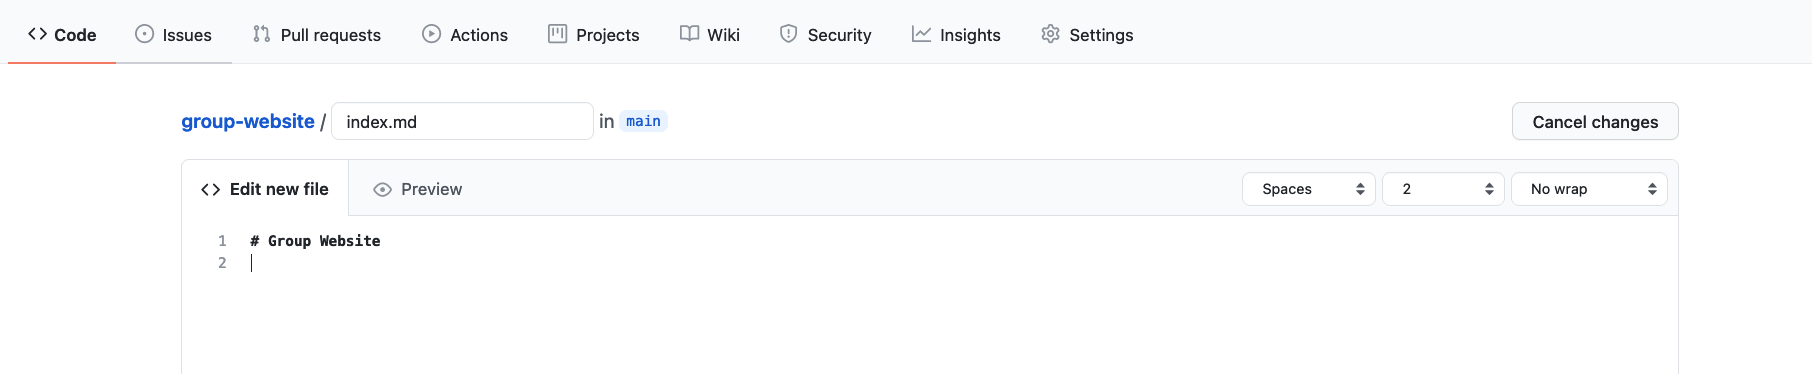 Code Issues Pull requests Actions Projects Wiki Security Insights Settings
group-website / index.md in main Cancel changes
Edit new file Preview Spaces 2 No wrap
1 # Group Website
2